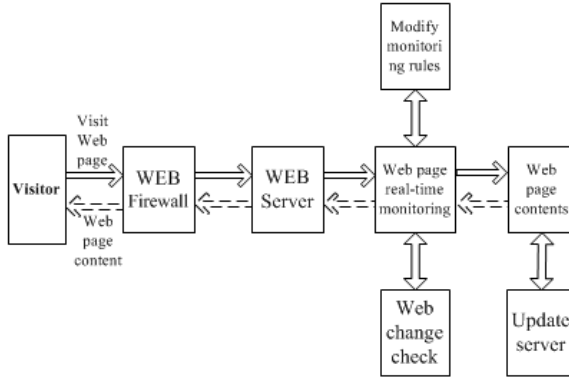 Modify
monitori
ng rules
Visit
Web
page
Visitor
WEB
Firewall
WEB
Server
Web page
real-time
monitoring
Web
page
contents
Web
page
content
Web
change
check
Update
server